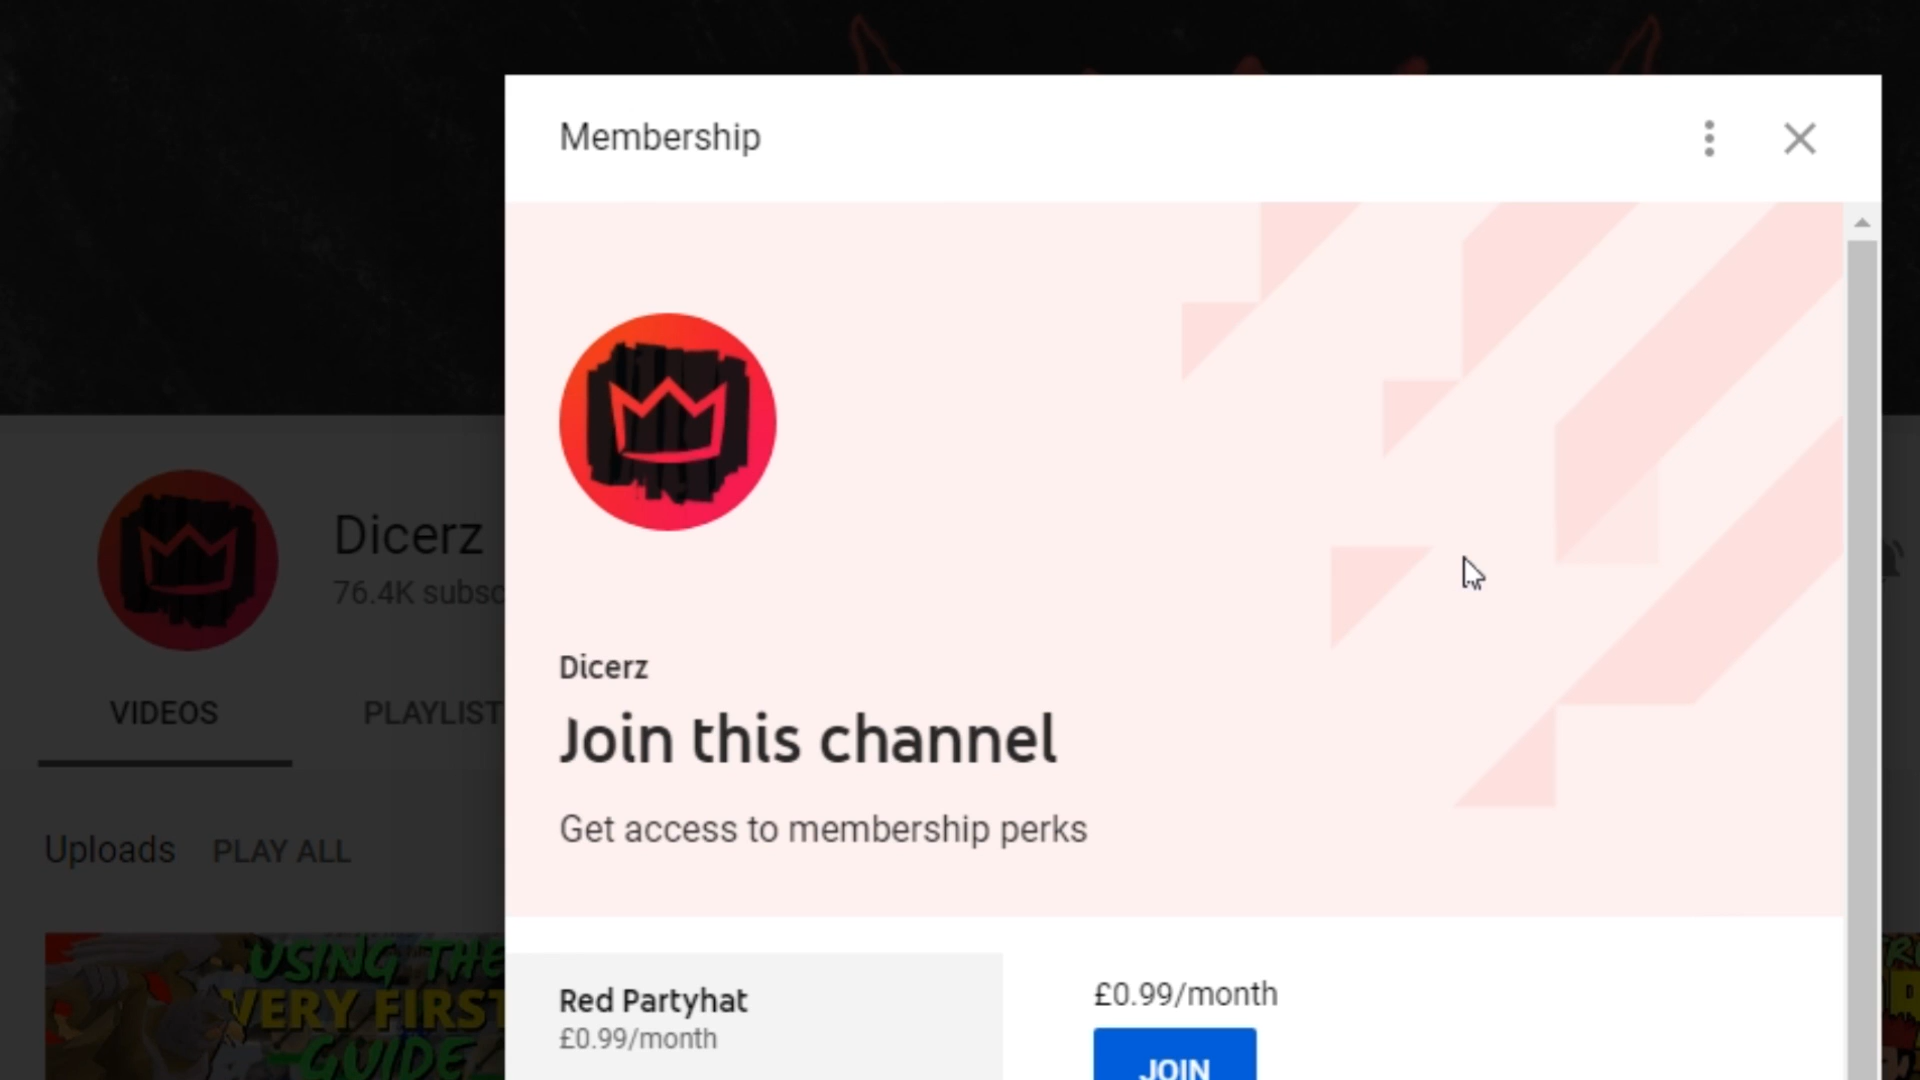 Membership
Dicerz
76.4K subsc
VIDEOS
PLAYLIST
Uploads
PLAY ALL
USING THE
VERY FIRST
GUIDE
Dicerz
Join this channel
Get access to membership perks
Red Partyhat
£0.99/month
£0.99/month
JOIN